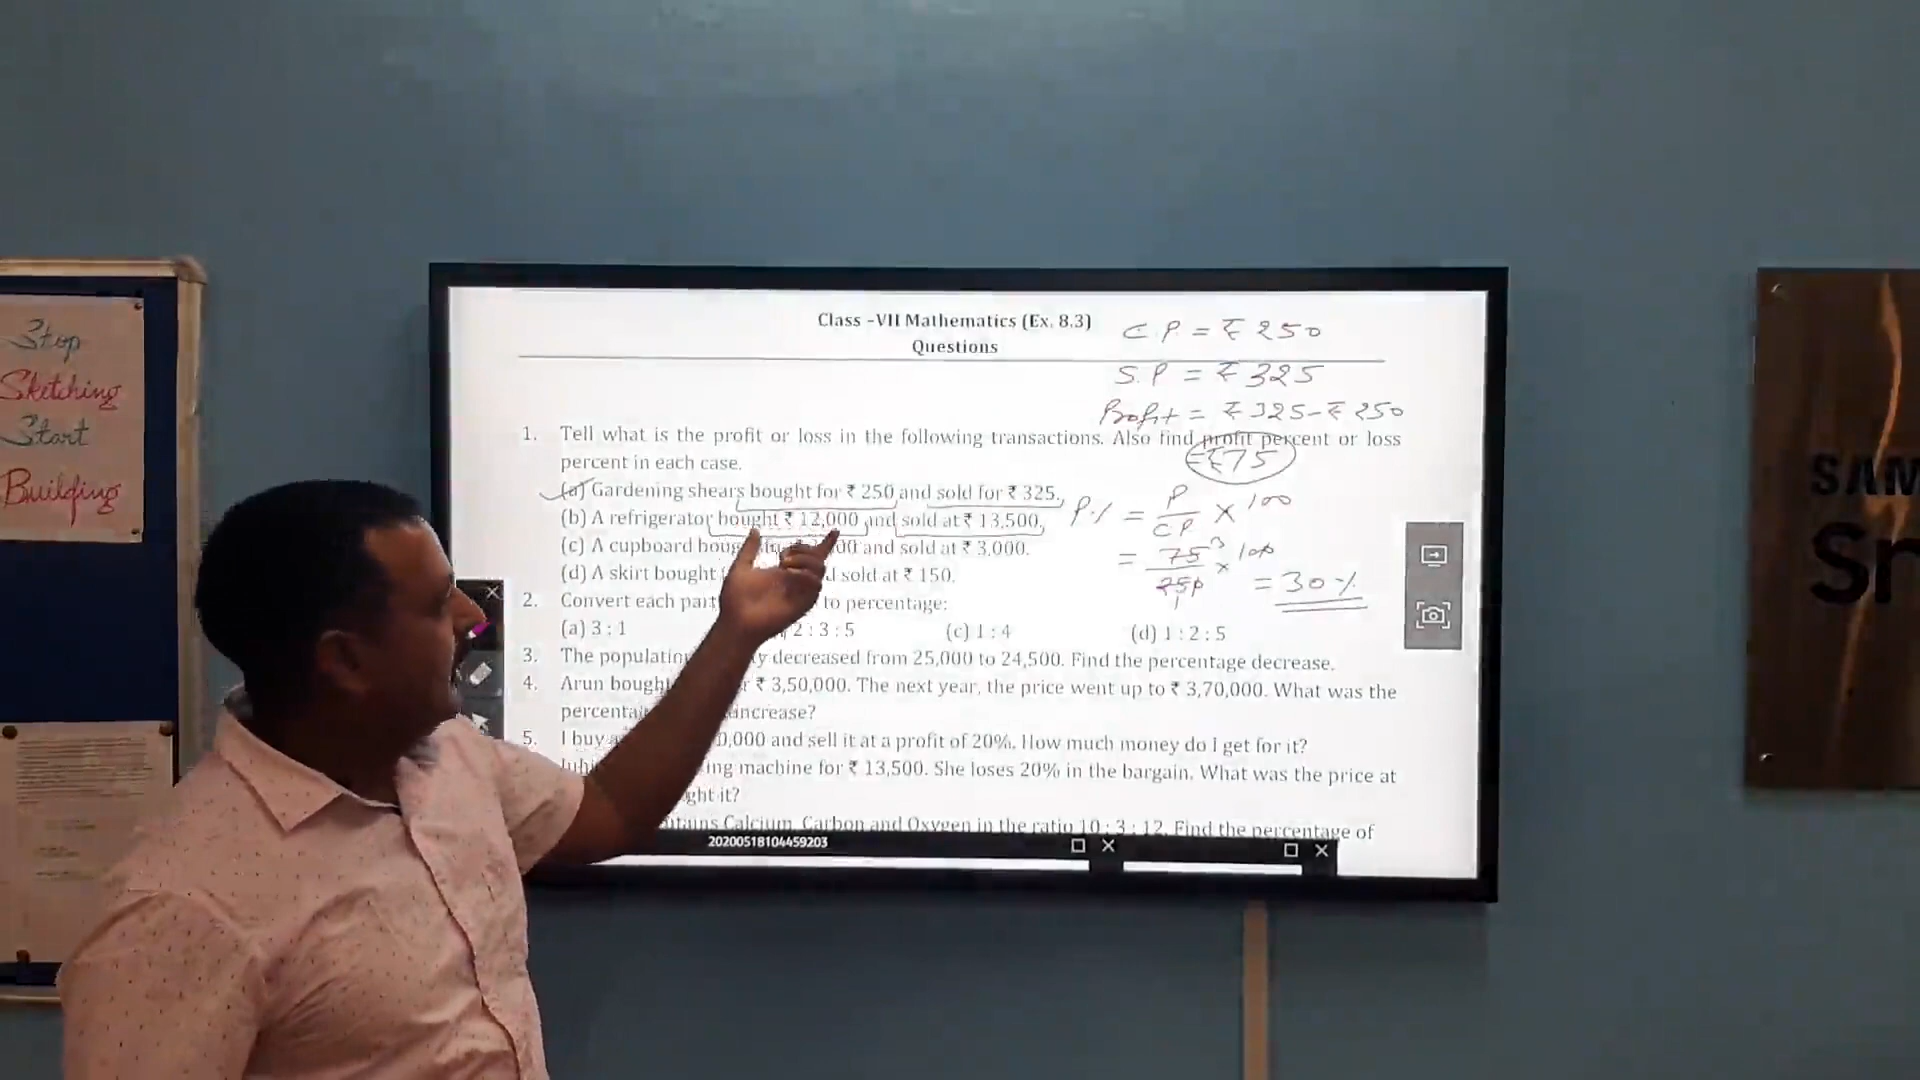 Stop
Sketching
Start
Building
Class -VII Mathematics (Ex. 8.3)
Questions
C.P. = ₹ 250
S.P = ₹ 325
Profit = ₹ 325 - ₹ 250
= ₹75
1. Tell what is the profit or loss in the following transactions. Also find profit percent or loss
percent in each case.
(a) Gardening shears bought for ₹ 250 and sold for ₹ 325.
(b) A refrigerator bought ₹ 12,000 and sold at ₹ 13,500.
(c) A cupboard and sold at ₹ 3,000.
(d) A skirt bought sold at ₹ 150.
P.% = P/CP × 100
= 75/250 × 100 = 30%
2. Convert each part to percentage:
(a) 3 : 1 2 : 3 : 5 (c) 1 : 4 (d) 1 : 2 : 5
3. The decreased from 25,000 to 24,500. Find the percentage decrease.
4. Arun bought ₹ 3,50,000. The next year, the price went up to ₹ 3,70,000. What was the
increase?
5. I buy and sell it at a profit of 20%. How much money do I get for it?
machine for ₹ 13,500. She loses 20% in the bargain. What was the price at
it?
Calcium, Carbon and Oxygen in the ratio 10 : 3 : 12. Find the percentage of
20200518104459203